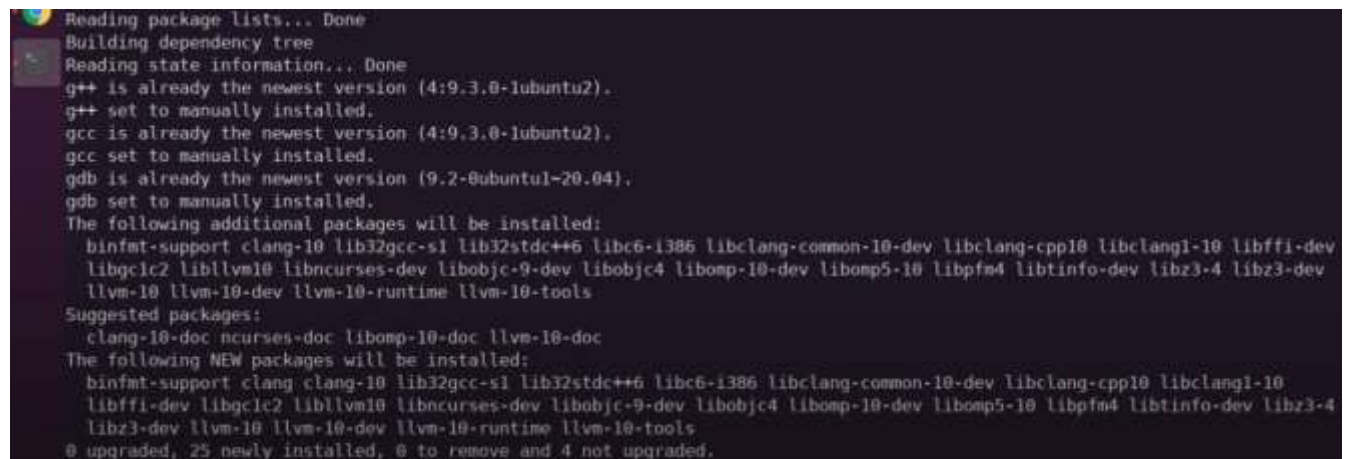 Reading package lists... Done
Building dependency tree
Reading state information... Done
g++ is already the newest version (4:9.3.0-1ubuntu2).
g++ set to manually installed.
gcc is already the newest version (4:9.3.0-1ubuntu2).
gcc set to manually installed.
gdb is already the newest version (9.2-0ubuntu1~20.04).
gdb set to manually installed.
The following additional packages will be installed:
binfmt-support clang-10 lib32gcc-s1 lib32stdc++6 libc6-i386 libclang-common-10-dev libclang-cpp10 libclang1-10 libffi-dev
libgc1c2 libllvm10 libncurses-dev libobjc-9-dev libobjc4 libomp-10-dev libomp5-10 libpfm4 libtinfo-dev libz3-4 libz3-dev
llvm-10 llvm-10-dev llvm-10-runtime llvm-10-tools
Suggested packages:
clang-10-doc ncurses-doc libomp-10-doc llvm-10-doc
The following NEW packages will be installed:
binfmt-support clang clang-10 lib32gcc-s1 lib32stdc++6 libc6-i386 libclang-common-10-dev libclang-cpp10 libclang1-10
libffi-dev libgc1c2 libllvm10 libncurses-dev libobjc-9-dev libobjc4 libomp-10-dev libomp5-10 libpfm4 libtinfo-dev libz3-4
libz3-dev llvm-10 llvm-10-dev llvm-10-runtime llvm-10-tools
0 upgraded, 25 newly installed, 0 to remove and 4 not upgraded.